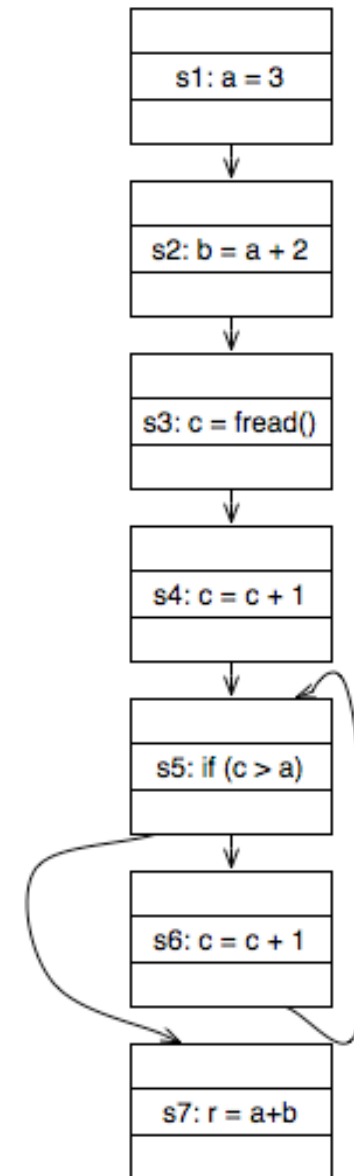 s1: a = 3
s2: b = a + 2
s3: c = fread()
s4: c = c + 1
s5: if (c > a)
s6: c = c + 1
s7: r = a+b